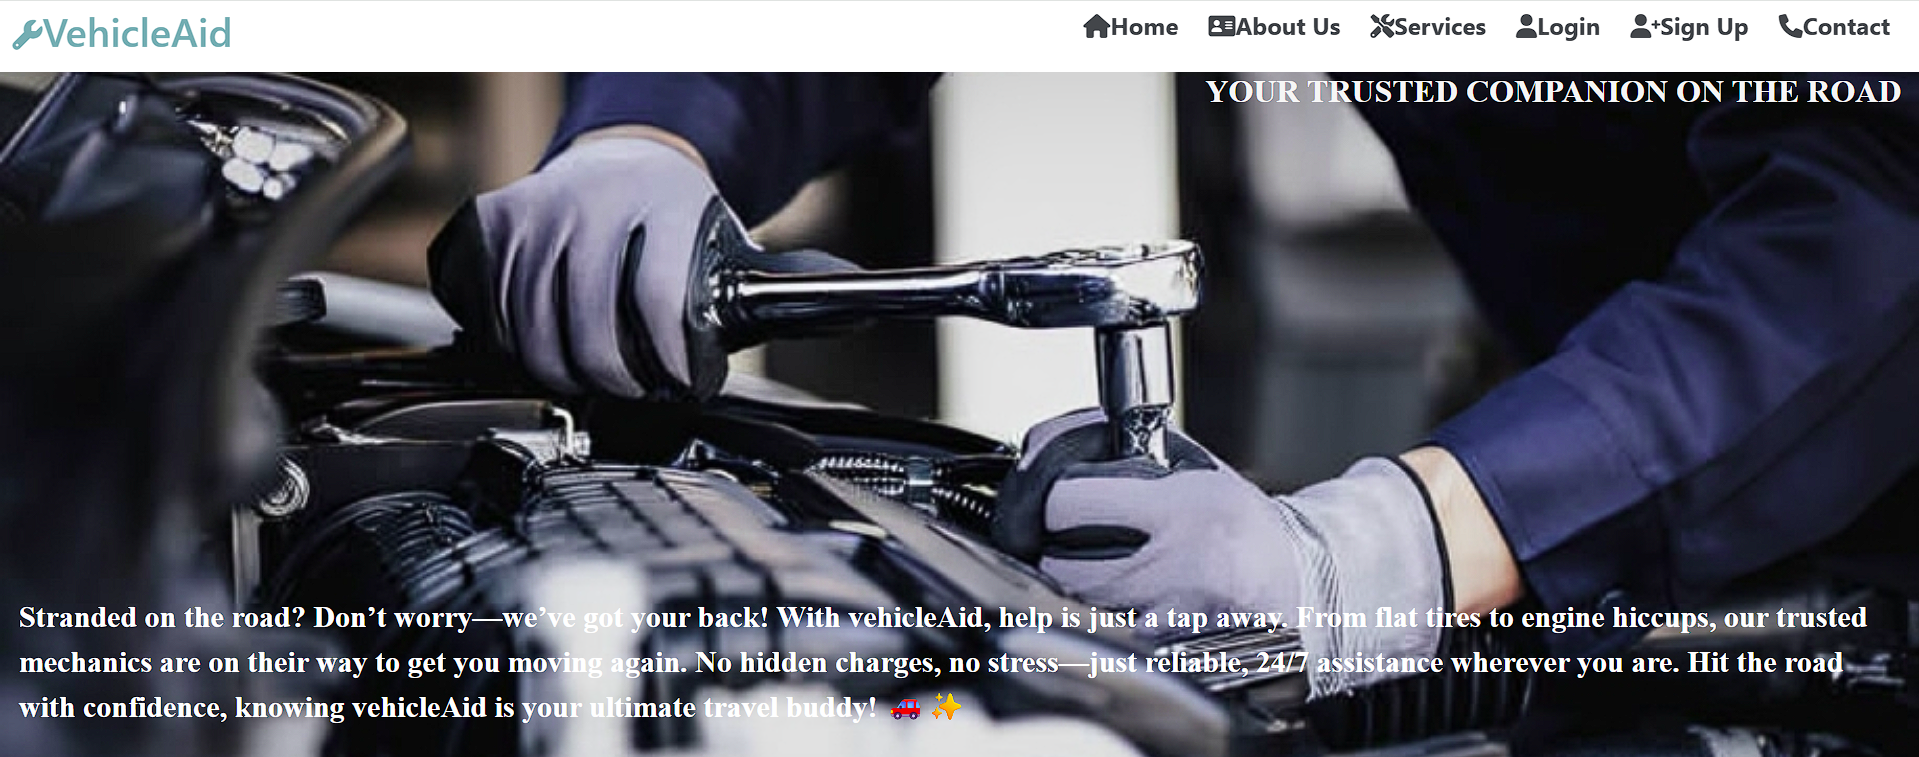 VehicleAid
Home About Us Services Login Sign Up Contact
YOUR TRUSTED COMPANION ON THE ROAD
Stranded on the road? Don’t worry—we’ve got your back! With vehicleAid, help is just a tap away. From flat tires to engine hiccups, our trusted
mechanics are on their way to get you moving again. No hidden charges, no stress—just reliable, 24/7 assistance wherever you are. Hit the road
with confidence, knowing vehicleAid is your ultimate travel buddy! 🚗 ✨